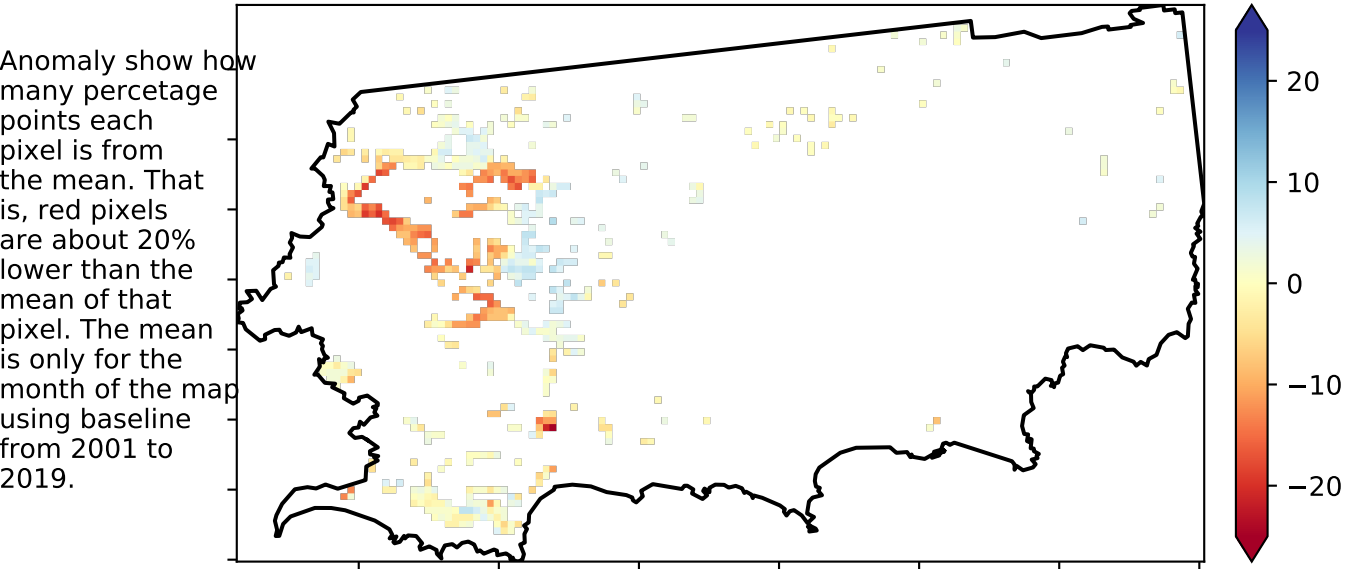 Anomaly show how
many percetage
points each
pixel is from
the mean. That
is, red pixels
are about 20%
lower than the
mean of that
pixel. The mean
is only for the
month of the map
using baseline
from 2001 to
2019.
20
10
0
−10
−20